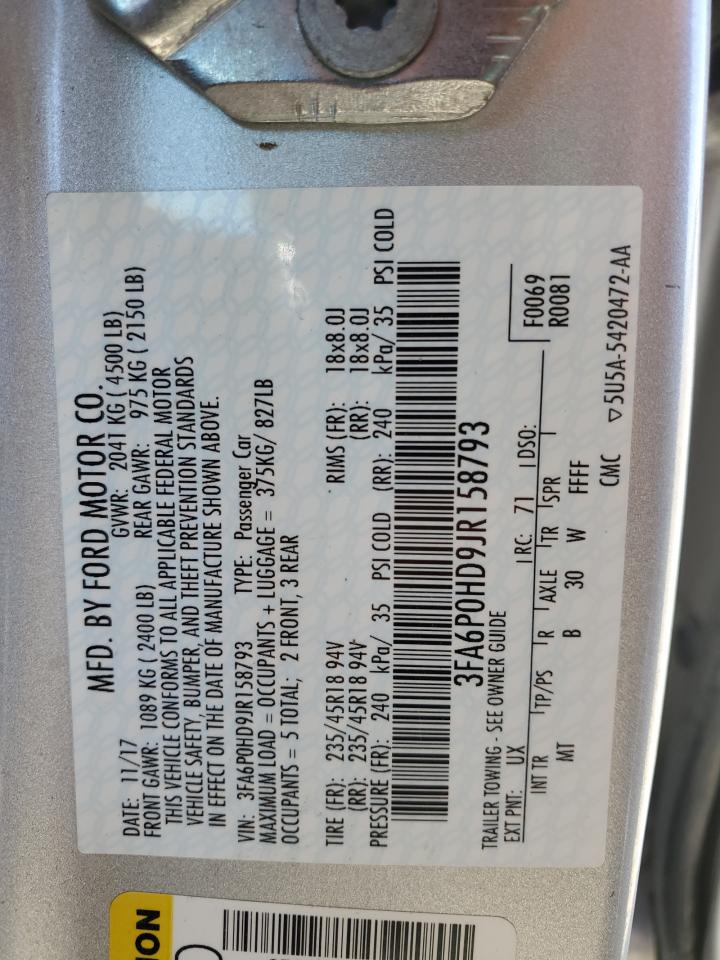 MFD. BY FORD MOTOR CO.
DATE: 11/17 GVWR: 2041 KG ( 4500 LB)
FRONT GAWR: 1089 KG ( 2400 LB) REAR GAWR: 975 KG ( 2150 LB)
THIS VEHICLE CONFORMS TO ALL APPLICABLE FEDERAL MOTOR
VEHICLE SAFETY, BUMPER, AND THEFT PREVENTION STANDARDS
IN EFFECT ON THE DATE OF MANUFACTURE SHOWN ABOVE.
VIN: 3FA6P0HD9JR158793 TYPE: Passenger Car
MAXIMUM LOAD = OCCUPANTS + LUGGAGE = 375KG/ 827LB
OCCUPANTS = 5 TOTAL; 2 FRONT, 3 REAR
TIRE (FR): 235/45R18 94V RIMS (FR): 18x8.0J
(RR): 235/45R18 94V (RR): 18x8.0J
PRESSURE (FR): 240 kPa/ 35 PSI COLD (RR): 240 kPa/ 35 PSI COLD
3FA6P0HD9JR158793
TRAILER TOWING - SEE OWNER GUIDE
EXT PNT: UX RC: 71 DSO: F0069
R0081
INT TR TP/PS R AXLE TR SPR
MT B 30 W FFFF
CMC ▽5U5A-5420472-AA
ION